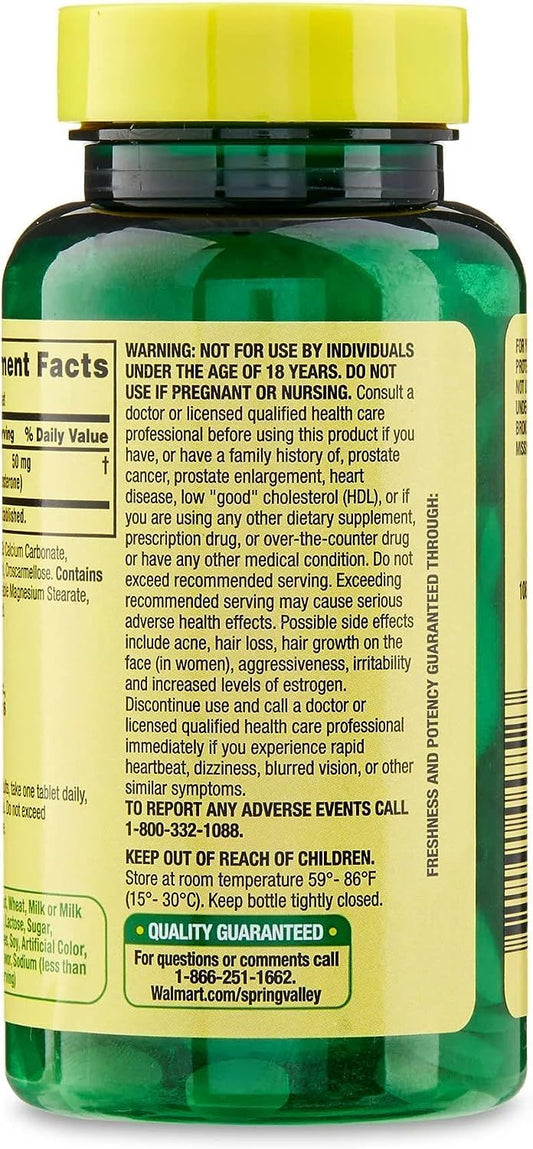 ment Facts
% Daily Value
50 mg †
Calcium Carbonate,
Croscarmellose. Contains
Magnesium Stearate,
take one tablet daily,
Do not exceed
Wheat, Milk or Milk
Lactose, Sugar,
Soy, Artificial Color,
Sodium (less than
WARNING: NOT FOR USE BY INDIVIDUALS
UNDER THE AGE OF 18 YEARS. DO NOT
USE IF PREGNANT OR NURSING. Consult a
doctor or licensed qualified health care
professional before using this product if you
have, or have a family history of, prostate
cancer, prostate enlargement, heart
disease, low "good" cholesterol (HDL), or if
you are using any other dietary supplement,
prescription drug, or over-the-counter drug
or have any other medical condition. Do not
exceed recommended serving. Exceeding
recommended serving may cause serious
adverse health effects. Possible side effects
include acne, hair loss, hair growth on the
face (in women), aggressiveness, irritability
and increased levels of estrogen.
Discontinue use and call a doctor or
licensed qualified health care professional
immediately if you experience rapid
heartbeat, dizziness, blurred vision, or other
similar symptoms.
TO REPORT ANY ADVERSE EVENTS CALL
1-800-332-1088.
KEEP OUT OF REACH OF CHILDREN.
Store at room temperature 59°- 86°F
(15°- 30°C). Keep bottle tightly closed.
• QUALITY GUARANTEED •
For questions or comments call
1-866-251-1662.
Walmart.com/springvalley
FRESHNESS AND POTENCY GUARANTEED THROUGH: